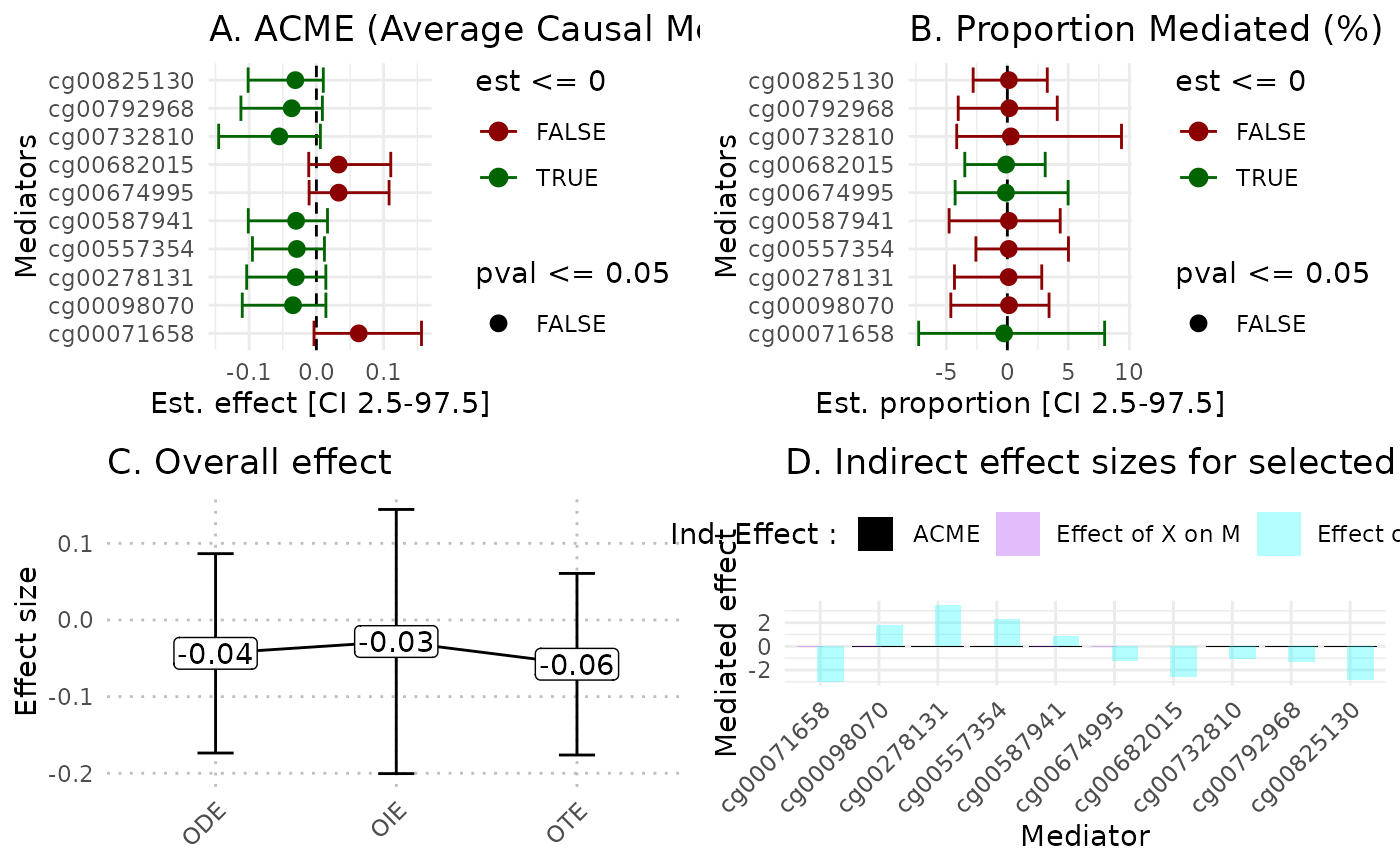 A. ACME (Average Causal Me
Mediators
cg00825130
cg00792968
cg00732810
cg00682015
cg00674995
cg00587941
cg00557354
cg00278131
cg00098070
cg00071658
-0.1 0.0 0.1
Est. effect [CI 2.5-97.5]
est <= 0
FALSE
TRUE
pval <= 0.05
FALSE
B. Proportion Mediated (%)
Mediators
cg00825130
cg00792968
cg00732810
cg00682015
cg00674995
cg00587941
cg00557354
cg00278131
cg00098070
cg00071658
-5 0 5 10
Est. proportion [CI 2.5-97.5]
est <= 0
FALSE
TRUE
pval <= 0.05
FALSE
C. Overall effect
Effect size
0.1
0.0
-0.1
-0.2
-0.04
-0.03
-0.06
ODE
OIE
OTE
D. Indirect effect sizes for selected
Ind. Effect : ACME Effect of X on M Effect o
Mediated effect
2
0
-2
cg00071658
cg00098070
cg00278131
cg00557354
cg00587941
cg00674995
cg00682015
cg00732810
cg00792968
cg00825130
Mediator